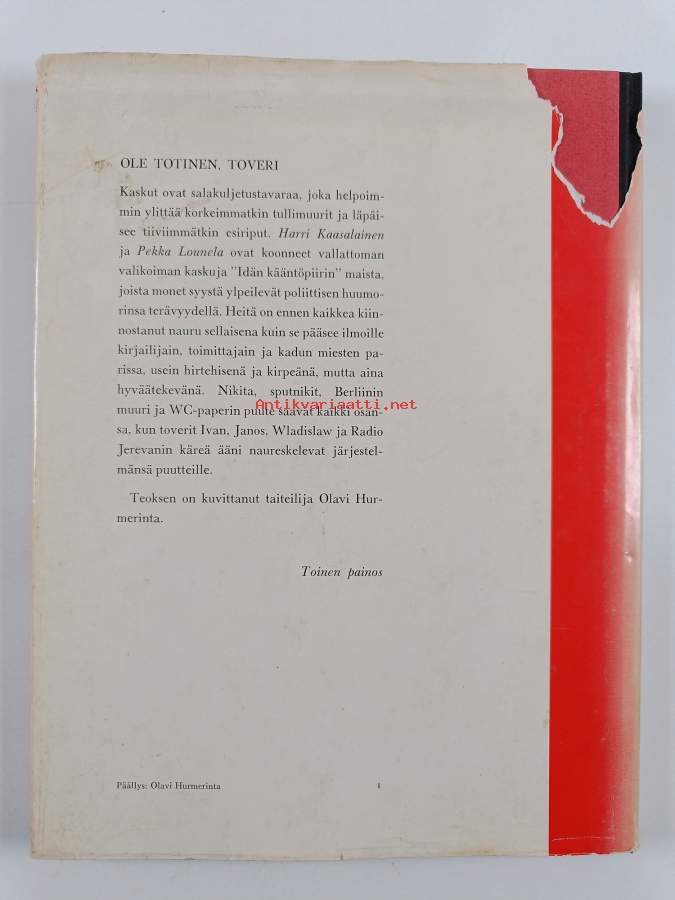 OLE TOTINEN, TOVERI
Kaskut ovat salakuljetustavaraa, joka helpoim-
min ylittää korkeimmatkin tullimuurit ja läpäi-
see tiiviimmätkin esiriput. Harri Kaasalainen
ja Pekka Lounela ovat koonneet vallattoman
valikoiman kaskuja "Idän kääntöpiirin" maista,
joista monet syystä ylpeilevät poliittisen huumo-
rinsa terävyydellä. Heitä on ennen kaikkea kiin-
nostanut nauru sellaisena kuin se pääsee ilmoille
kirjailijain, toimittajain ja kadun miesten pa-
rissa, usein hirtehisenä ja kirpeänä, mutta aina
hyväätekevänä. Nikita, sputnikit, Berliinin
Antikvariaatti.net
muuri ja WC-paperin puute saavat kaikki osan-
sa, kun toverit Ivan, Janos, Wladislaw ja Radio
Jerevanin käreä ääni naureskelevat järjestel-
mänsä puutteille.
Teoksen on kuvittanut taiteilija Olavi Hur-
merinta.
Toinen painos
Päällys: Olavi Hurmerinta 1